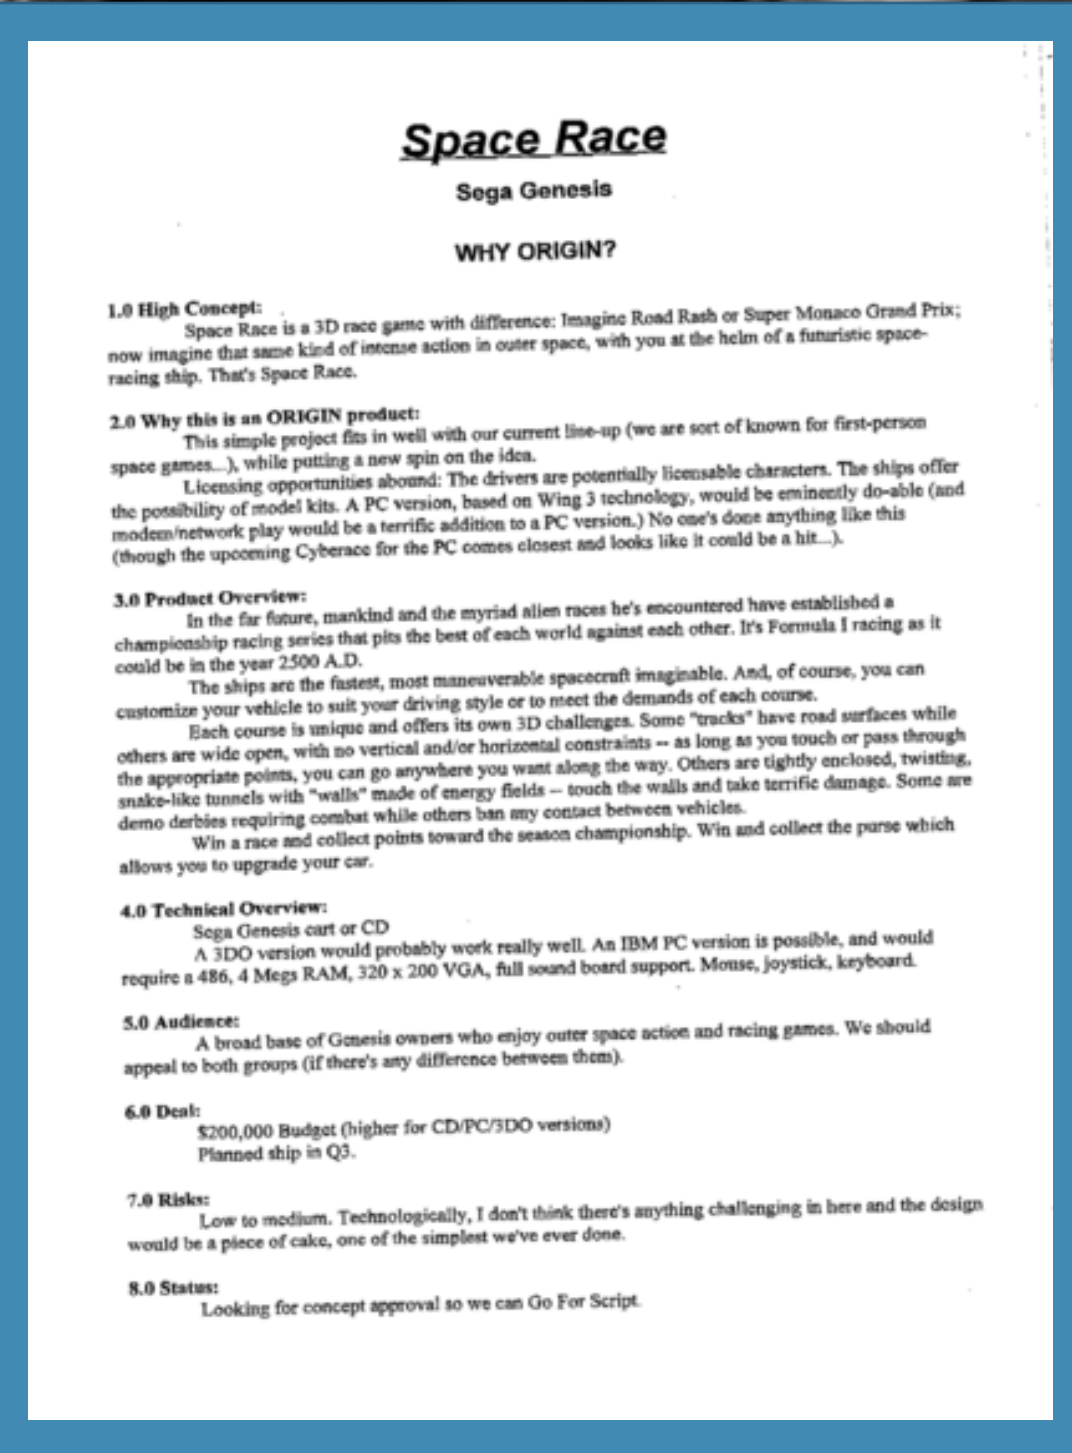 Space Race
Sega Genesis
WHY ORIGIN?
1.0 High Concept:
Space Race is a 3D race game with difference: Imagine Road Rash or Super Monaco Grand Prix;
now imagine that same kind of intense action in outer space, with you at the helm of a futuristic space-
racing ship. That's Space Race.
2.0 Why this is an ORIGIN product:
This simple project fits in well with our current line-up (we are sort of known for first-person
space games...), while putting a new spin on the idea.
Licensing opportunities abound: The drivers are potentially licensable characters. The ships offer
the possibility of model kits. A PC version, based on Wing 3 technology, would be eminently do-able (and
modem/network play would be a terrific addition to a PC version.) No one's done anything like this
(though the upcoming Cyberace for the PC comes closest and looks like it could be a hit...).
3.0 Product Overview:
In the far future, mankind and the myriad alien races he's encountered have established a
championship racing series that pits the best of each world against each other. It's Formula I racing as it
could be in the year 2500 A.D.
The ships are the fastest, most maneuverable spacecraft imaginable. And, of course, you can
customize your vehicle to suit your driving style or to meet the demands of each course.
Each course is unique and offers its own 3D challenges. Some "tracks" have road surfaces while
others are wide open, with no vertical and/or horizontal constraints -- as long as you touch or pass through
the appropriate points, you can go anywhere you want along the way. Others are tightly enclosed, twisting,
snake-like tunnels with "walls" made of energy fields -- touch the walls and take terrific damage. Some are
demo derbies requiring combat while others ban any contact between vehicles.
Win a race and collect points toward the season championship. Win and collect the purse which
allows you to upgrade your car.
4.0 Technical Overview:
Sega Genesis cart or CD
A 3DO version would probably work really well. An IBM PC version is possible, and would
require a 486, 4 Megs RAM, 320 x 200 VGA, full sound board support. Mouse, joystick, keyboard.
5.0 Audience:
A broad base of Genesis owners who enjoy outer space action and racing games. We should
appeal to both groups (if there's any difference between them).
6.0 Deal:
$200,000 Budget (higher for CD/PC/3DO versions)
Planned ship in Q3.
7.0 Risks:
Low to medium. Technologically, I don't think there's anything challenging in here and the design
would be a piece of cake, one of the simplest we've ever done.
8.0 Status:
Looking for concept approval so we can Go For Script.